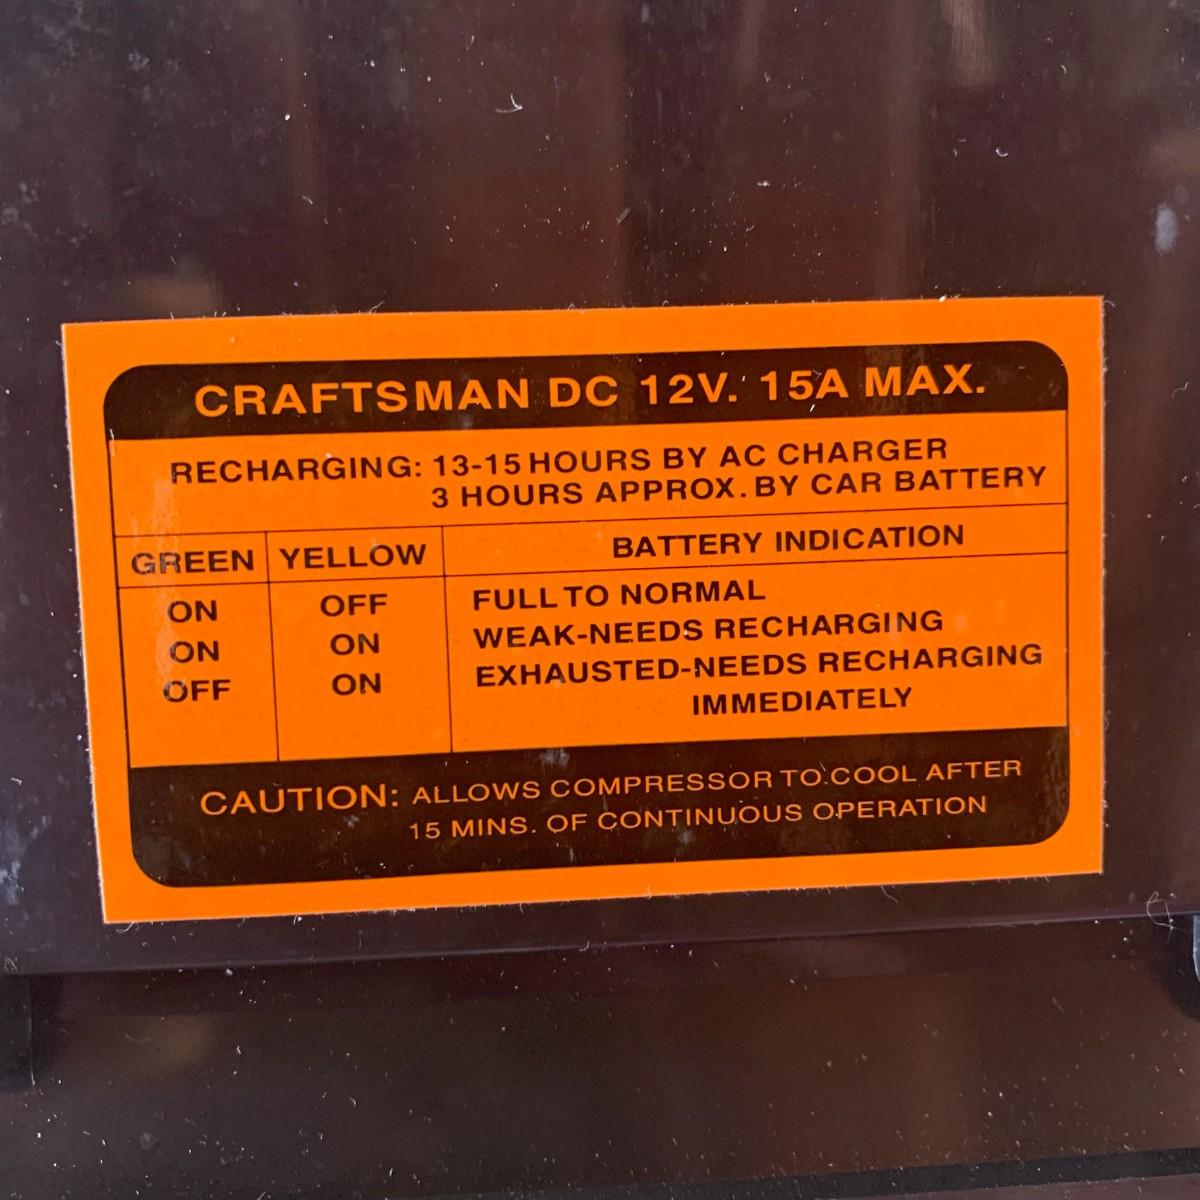 CRAFTSMAN DC 12V. 15A MAX.
RECHARGING: 13-15 HOURS BY AC CHARGER
3 HOURS APPROX. BY CAR BATTERY
GREEN YELLOW BATTERY INDICATION
ON OFF FULL TO NORMAL
ON ON WEAK-NEEDS RECHARGING
OFF ON EXHAUSTED-NEEDS RECHARGING
IMMEDIATELY
CAUTION: ALLOWS COMPRESSOR TO COOL AFTER
15 MINS. OF CONTINUOUS OPERATION